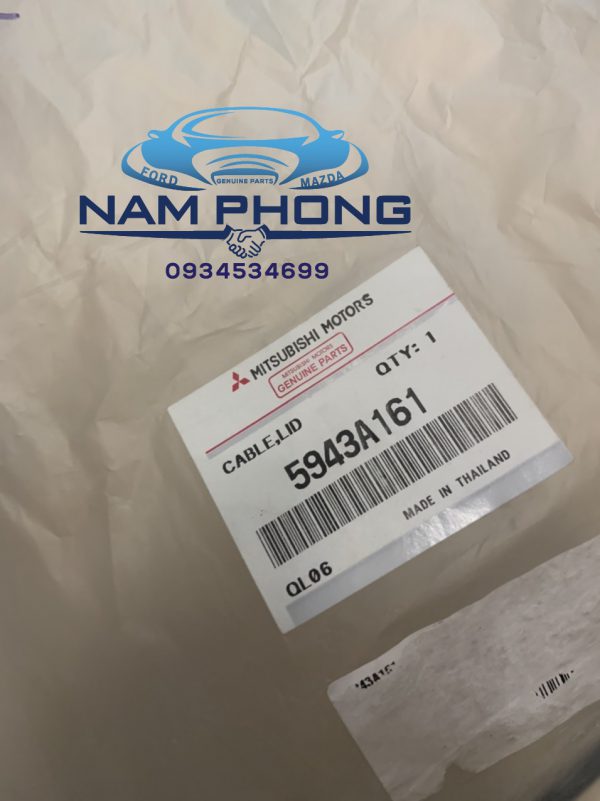 FORD GENUINE PARTS MAZDA
NAM PHONG
0934534699
MITSUBISHI MOTORS
MITSUBISHI MOTORS
GENUINE PARTS
QTY: 1
CABLE,LID
5943A161
MADE IN THAILAND
QL06
43A161